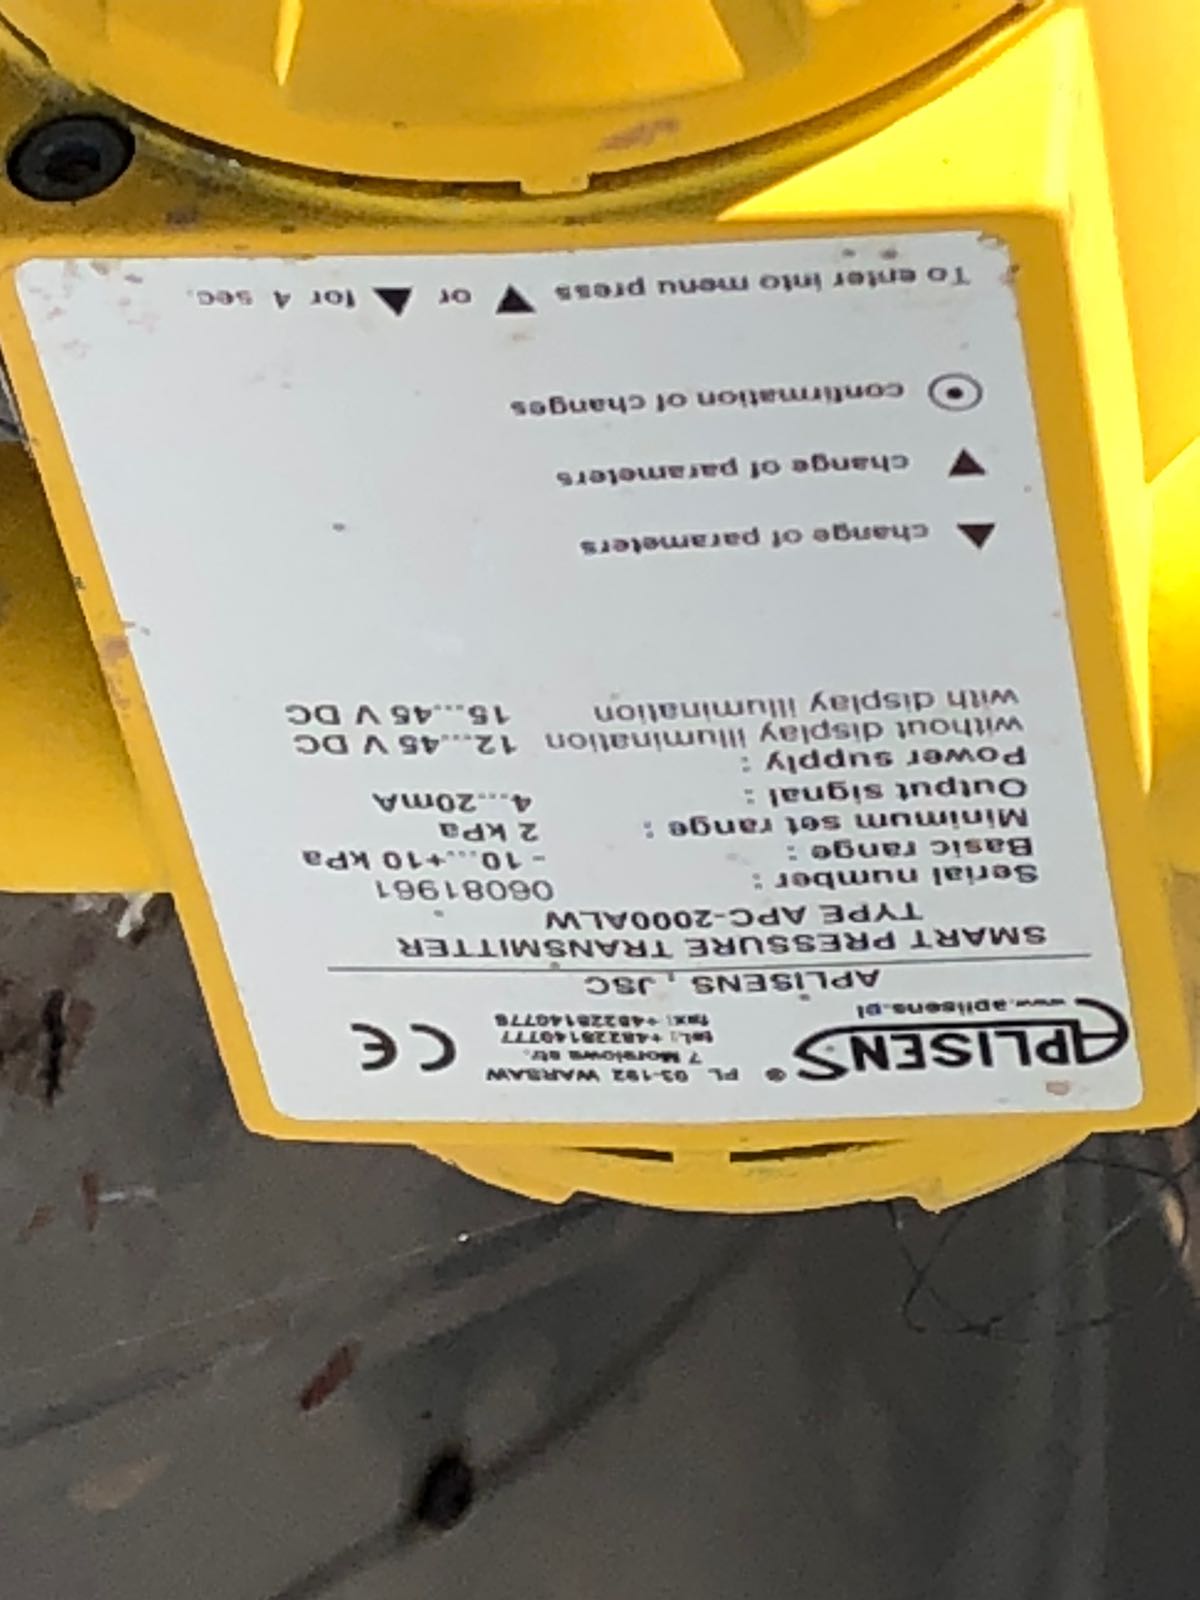 APLISENS ®
www.aplisens.pl
PL 03-192 WARSAW
7 Morelowa str.
tel.: +48228140777
fax: +48228140778
CE
APLISENS , JSC
SMART PRESSURE TRANSMITTER
TYPE APC-2000ALW
Serial number : 06081961
Basic range : - 10...+10 kPa
Minimum set range : 2 kPa
Output signal : 4...20mA
Power supply :
without display illumination 12...45 V DC
with display illumination 15...45 V DC
▲ change of parameters
▼ change of parameters
⊙ confirmation of changes
To enter into menu press ▼ or ▲ for 4 sec.